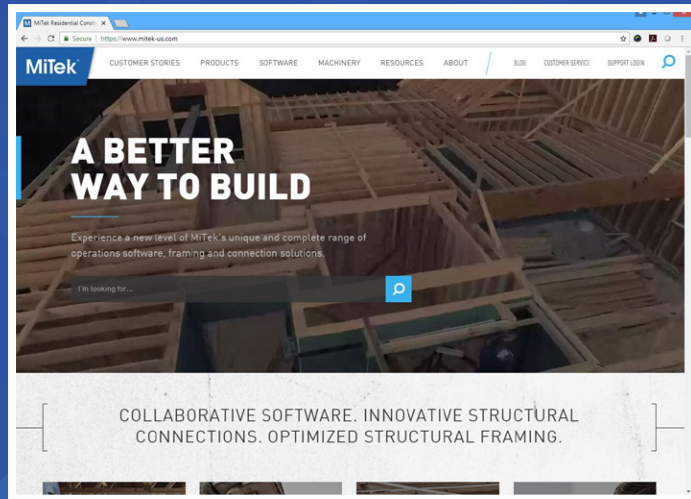 MiTek Residential Constr
Secure | https://www.mitek-us.com
MiTek
CUSTOMER STORIES PRODUCTS SOFTWARE MACHINERY RESOURCES ABOUT BLOG CUSTOMER SERVICE SUPPORT LOGIN
A BETTER
WAY TO BUILD
Experience a new level of MiTek's unique and complete range of
operations software, framing and connection solutions.
I'm looking for...
COLLABORATIVE SOFTWARE. INNOVATIVE STRUCTURAL
CONNECTIONS. OPTIMIZED STRUCTURAL FRAMING.